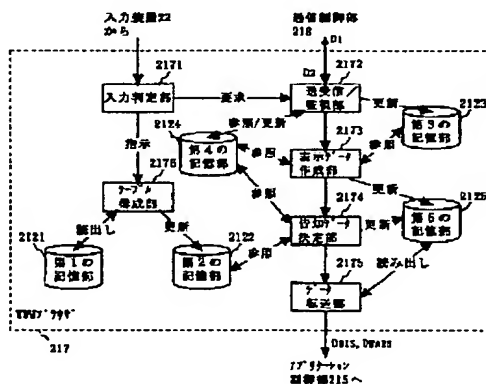 入力装置22
から
通信制御部
218
D1
D2
2171
入力判定部
要求
2172
送受信/
監視部
更新
2123
第3の
記憶部
参照/更新
2124
第4の
記憶部
参照
2173
表示データ
作成部
参照
指示
2176
テーブル
構成部
参照
更新
2174
告知データ
決定部
更新
2125
第5の
記憶部
読出し
更新
2121
第1の
記憶部
2122
第2の
記憶部
参照
2175
データ
転送部
読み出し
217
アプリケーション
制御部215へ